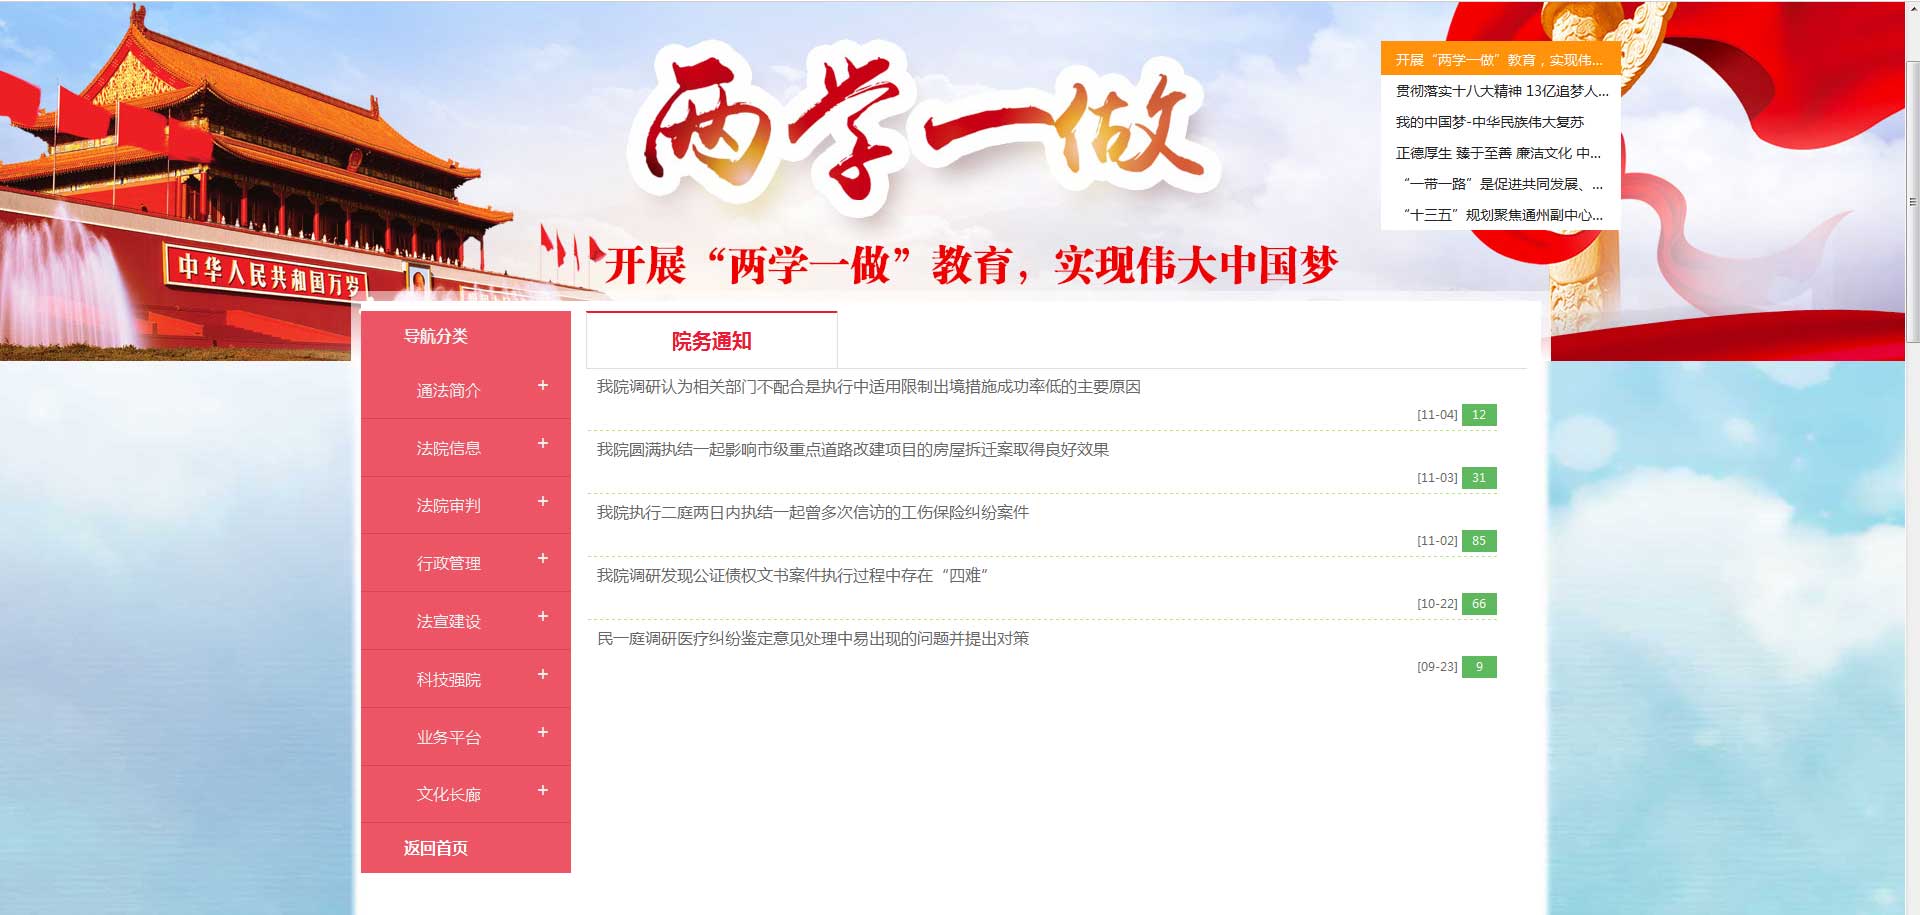 两学一做
开展“两学一做”教育，实现伟大中国梦
中华人民共和国万岁
开展“两学一做”教育，实现伟...
贯彻落实十八大精神 13亿追梦人...
我的中国梦-中华民族伟大复苏
正德厚生 臻于至善 廉洁文化 中...
“一带一路”是促进共同发展、...
“十三五”规划聚焦通州副中心...
导航分类
通法简介 +
法院信息 +
法院审判 +
行政管理 +
法宣建设 +
科技强院 +
业务平台 +
文化长廊 +
返回首页
院务通知
我院调研认为相关部门不配合是执行中适用限制出境措施成功率低的主要原因
[11-04] 12
我院圆满执结一起影响市级重点道路改建项目的房屋拆迁案取得良好效果
[11-03] 31
我院执行二庭两日内执结一起曾多次信访的工伤保险纠纷案件
[11-02] 85
我院调研发现公证债权文书案件执行过程中存在“四难”
[10-22] 66
民一庭调研医疗纠纷鉴定意见处理中易出现的问题并提出对策
[09-23] 9